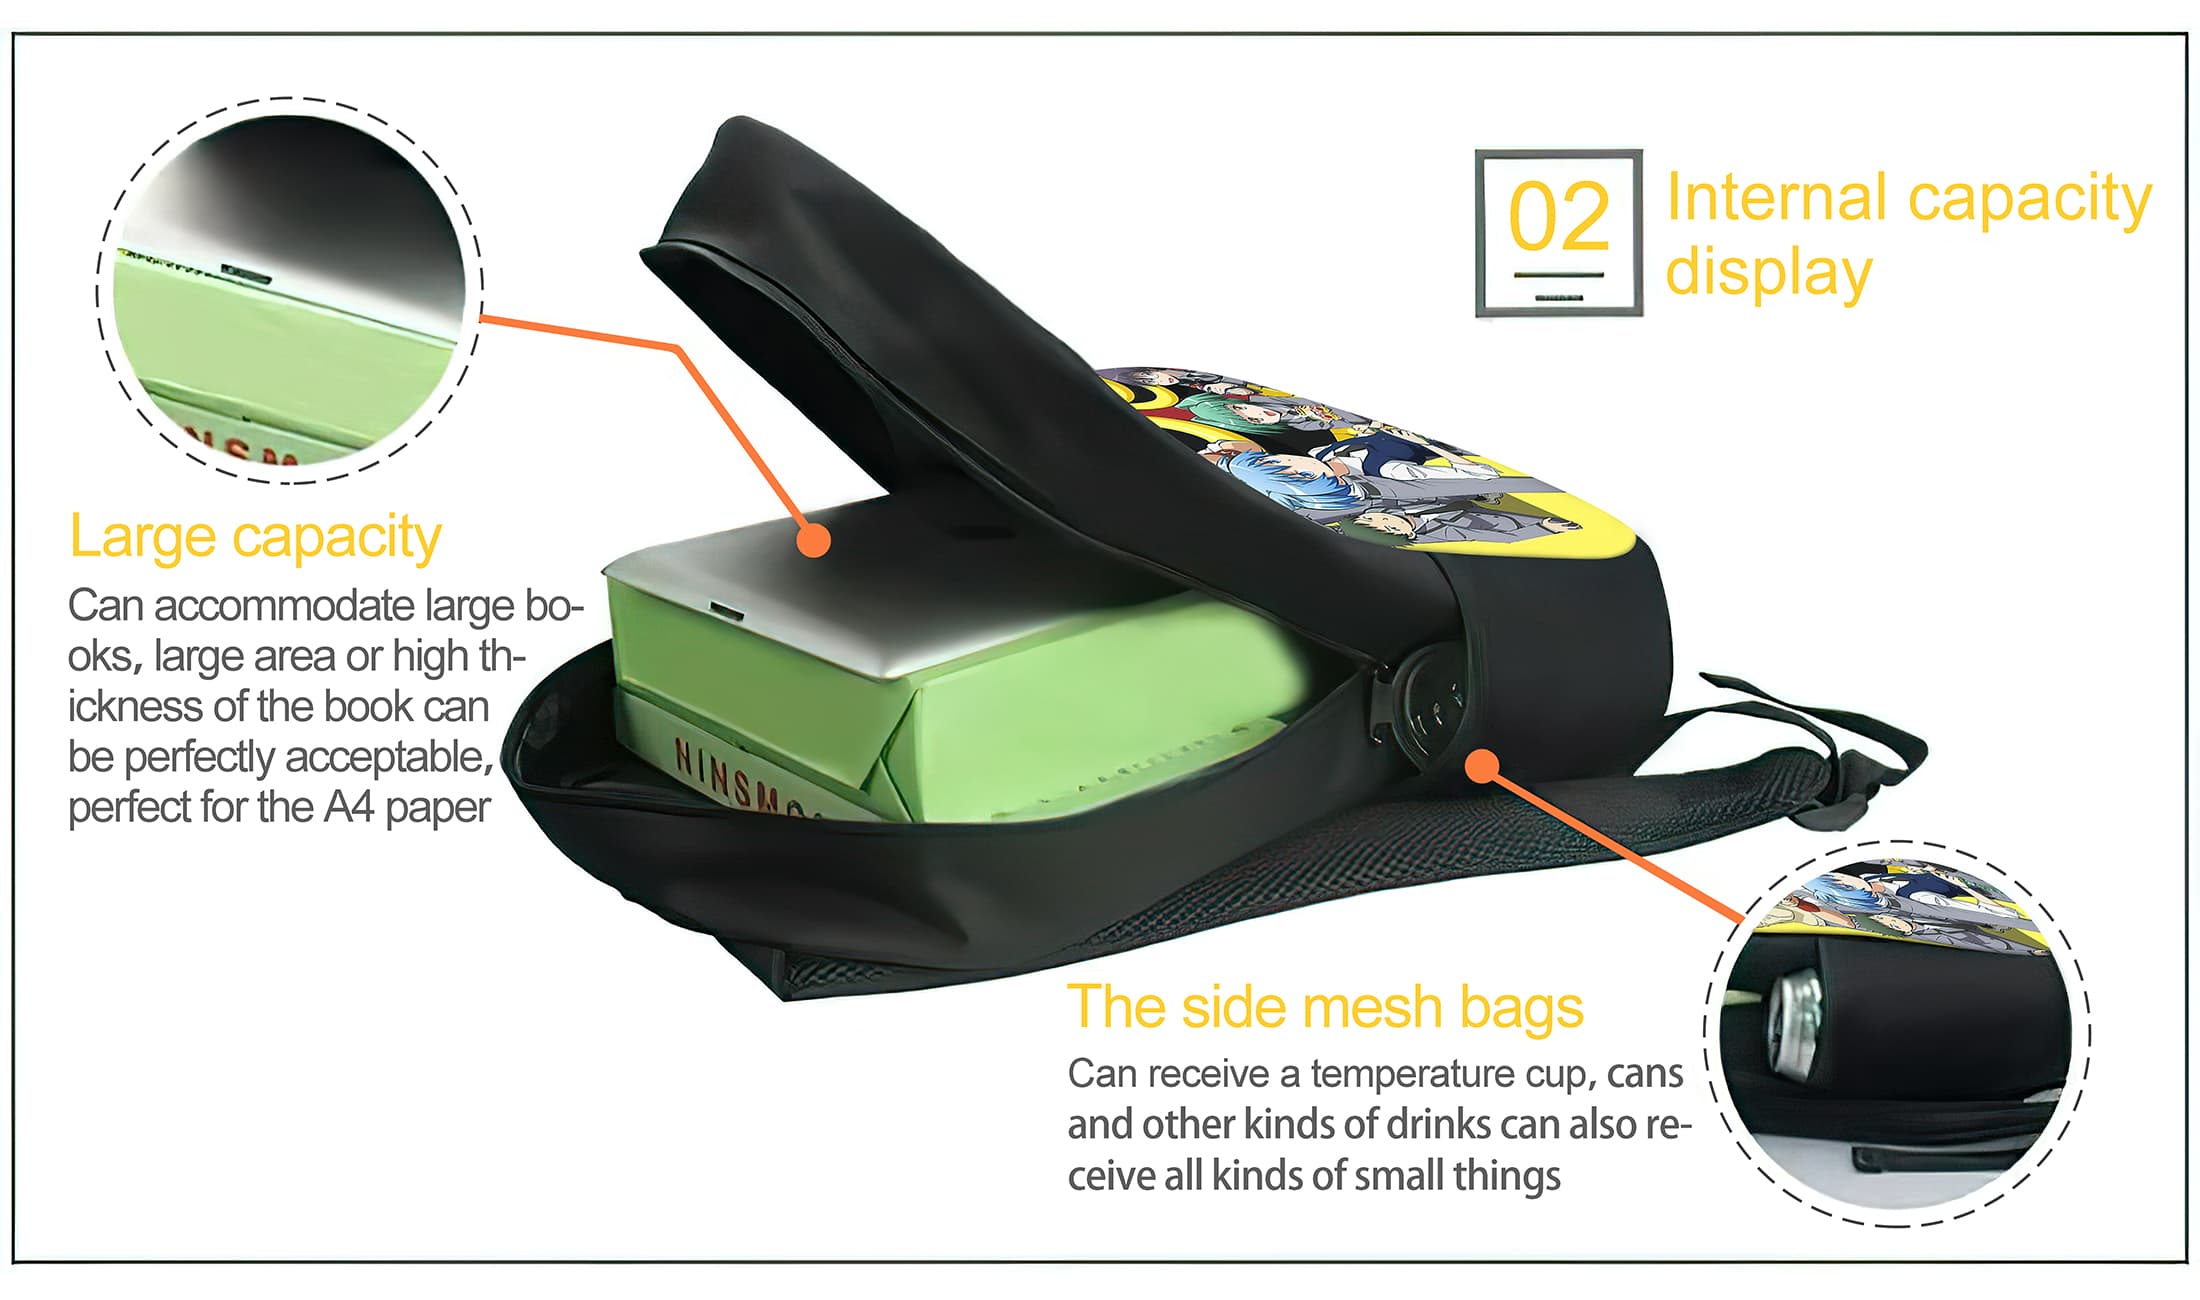 02
Internal capacity
display
Large capacity
Can accommodate large bo-
oks, large area or high th-
ickness of the book can
be perfectly acceptable,
perfect for the A4 paper
NINSMO
The side mesh bags
Can receive a temperature cup, cans
and other kinds of drinks can also re-
ceive all kinds of small things